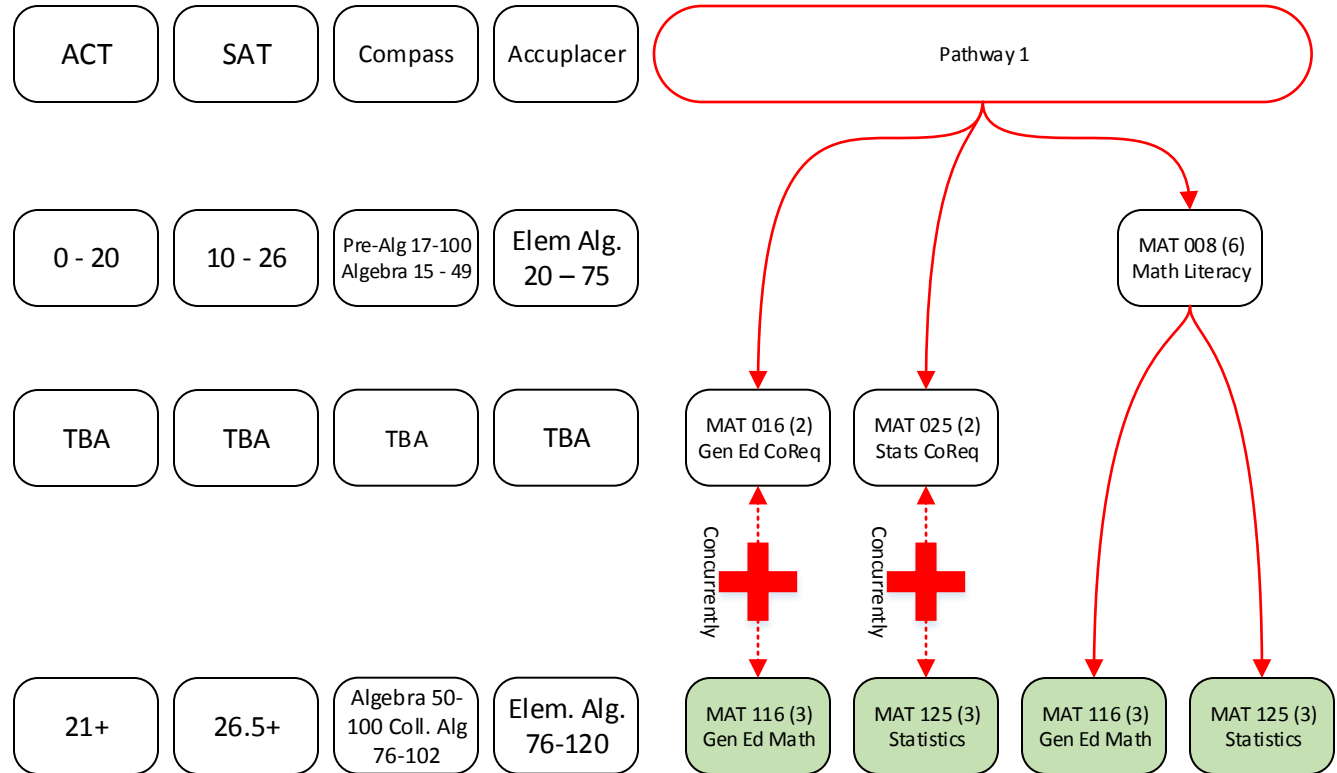 ACT
SAT
Compass
Accuplacer
Pathway 1
0 - 20
10 - 26
Pre-Alg 17-100
Algebra 15 - 49
Elem Alg.
20 – 75
MAT 008 (6)
Math Literacy
TBA
TBA
TBA
TBA
MAT 016 (2)
Gen Ed CoReq
MAT 025 (2)
Stats CoReq
Concurrently
Concurrently
21+
26.5+
Algebra 50-
100 Coll. Alg
76-102
Elem. Alg.
76-120
MAT 116 (3)
Gen Ed Math
MAT 125 (3)
Statistics
MAT 116 (3)
Gen Ed Math
MAT 125 (3)
Statistics